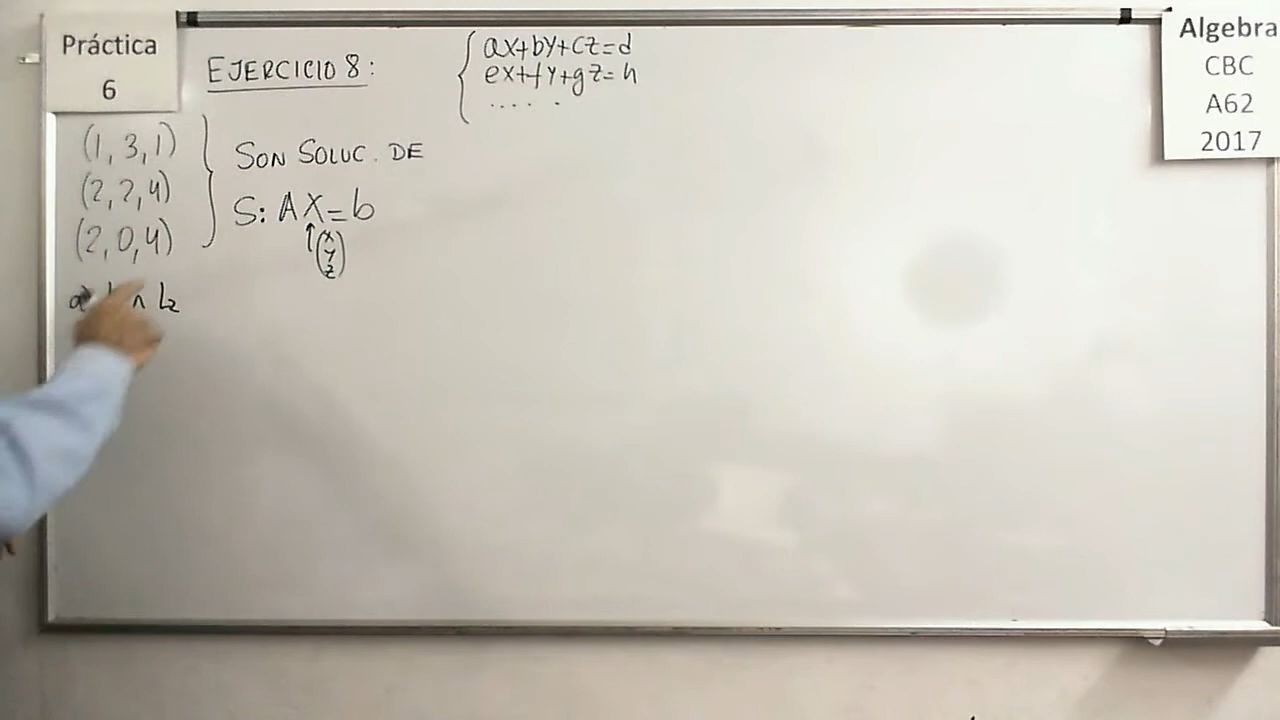 Práctica
6
EJERCICIO 8:
ax+by+cz=d
ex+fy+gz=h
.....
Algebra
CBC
A62
2017
(1, 3, 1)
(2, 2, 4)
(2, 0, 4)
SON SOLUC. DE
S: AX=b
x
y
z
L2